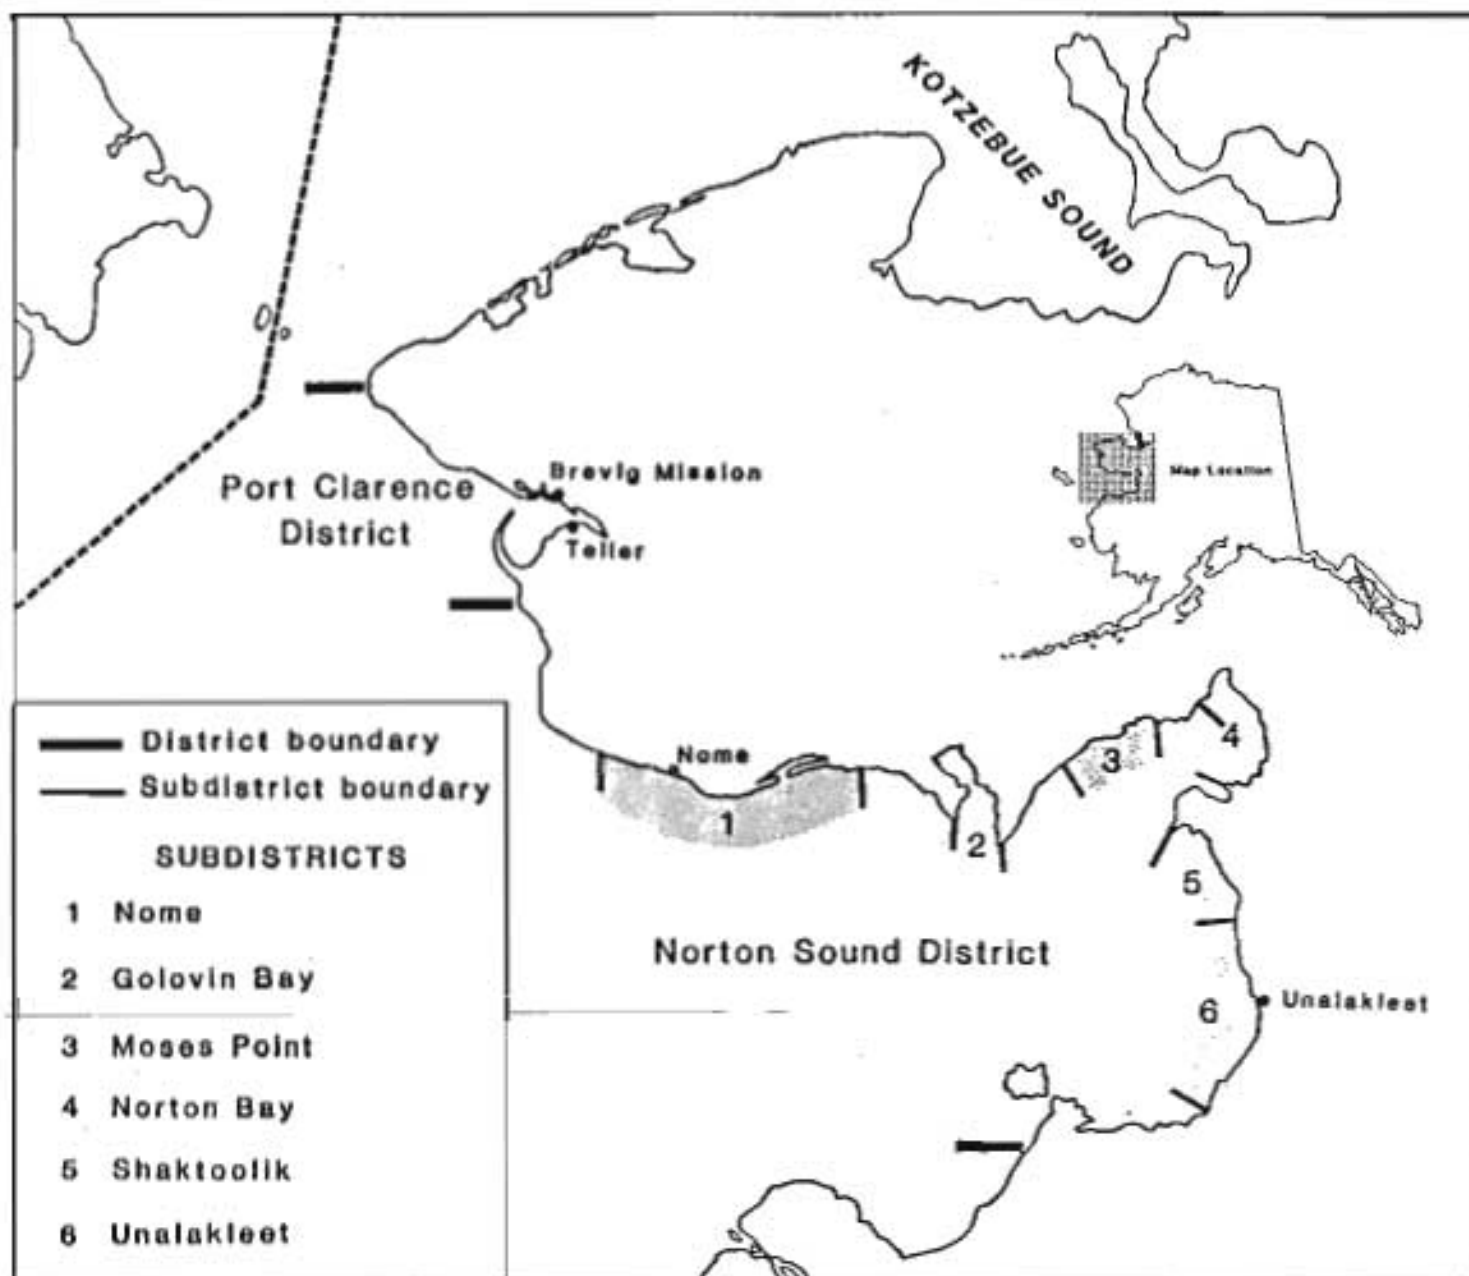 KOTZEBUE SOUND
Map Location
Brevig Mission
Port Clarence
District
Teller
Nome
1
2
3
4
5
6
Norton Sound District
Unalakleet
District boundary
Subdistrict boundary
SUBDISTRICTS
1 Nome
2 Golovin Bay
3 Moses Point
4 Norton Bay
5 Shaktoolik
6 Unalakleet